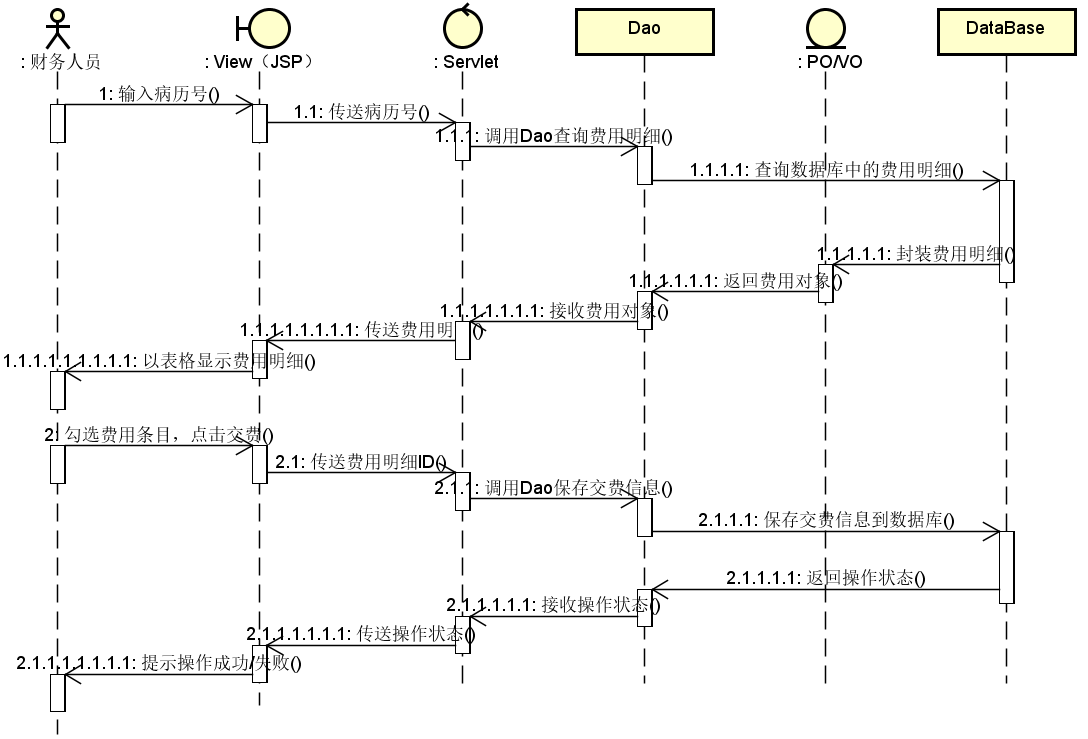 Dao
DataBase
: 财务人员
: View（JSP）
: Servlet
: PO/VO
1: 输入病历号()
1.1: 传送病历号()
1.1.1: 调用Dao查询费用明细()
1.1.1.1: 查询数据库中的费用明细()
1.1.1.1.1: 封装费用明细()
1.1.1.1.1.1: 返回费用对象()
1.1.1.1.1.1.1: 接收费用对象()
1.1.1.1.1.1.1.1: 传送费用明()
1.1.1.1.1.1.1.1.1: 以表格显示费用明细()
2: 勾选费用条目，点击交费()
2.1: 传送费用明细ID()
2.1.1: 调用Dao保存交费信息()
2.1.1.1: 保存交费信息到数据库()
2.1.1.1.1: 返回操作状态()
2.1.1.1.1.1: 接收操作状态()
2.1.1.1.1.1.1: 传送操作状态()
2.1.1.1.1.1.1.1: 提示操作成功/失败()